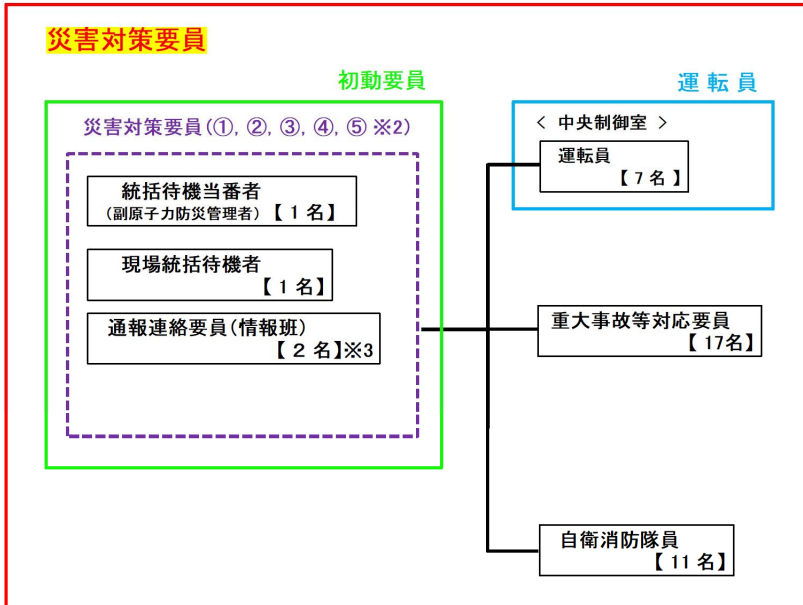 災害対策要員
初動要員
災害対策要員(①, ②, ③, ④, ⑤ ※2)
統括待機当番者
(副原子力防災管理者)【 1 名】
現場統括待機者
【 1 名】
通報連絡要員(情報班)
【 2 名】※3
運 転 員
< 中央制御室 >
運転員
【 7 名 】
重大事故等対応要員
【 17名】
自衛消防隊員
【 11 名】